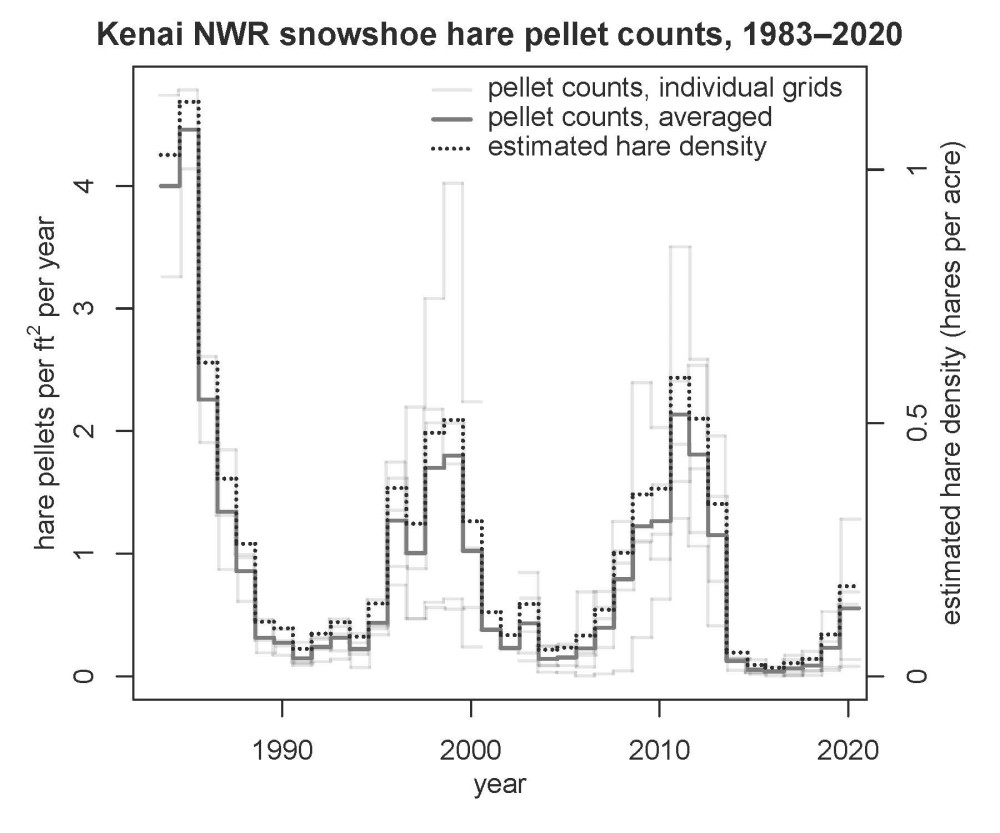 Kenai NWR snowshoe hare pellet counts, 1983–2020
pellet counts, individual grids
pellet counts, averaged
estimated hare density
hare pellets per ft² per year
4
3
2
1
0
1
0.5
0
estimated hare density (hares per acre)
1990
2000
2010
2020
year